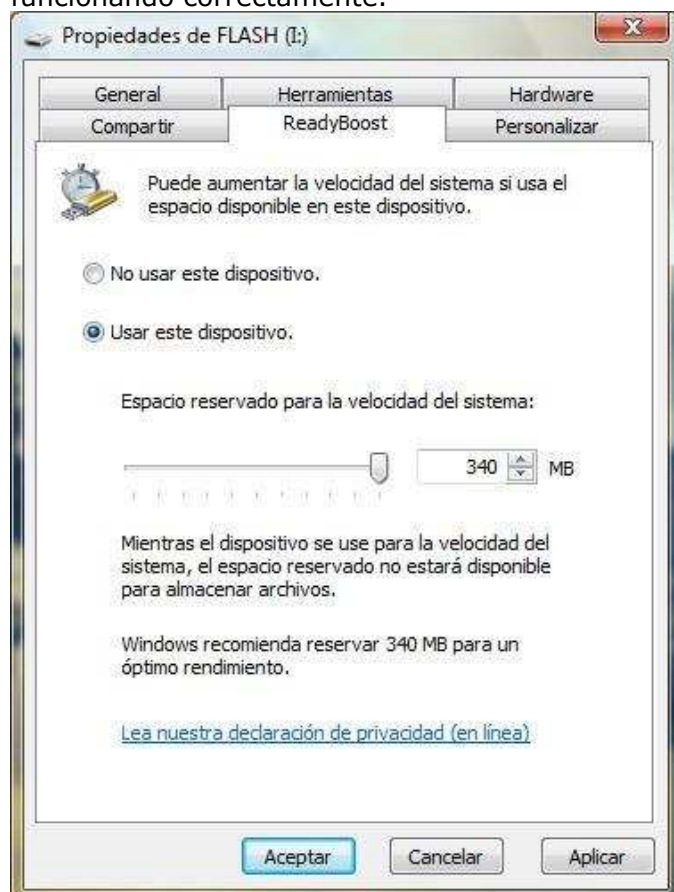 funcionando correctamente.
Propiedades de FLASH (I:)
General Herramientas Hardware
Compartir ReadyBoost Personalizar
Puede aumentar la velocidad del sistema si usa el
espacio disponible en este dispositivo.
No usar este dispositivo.
Usar este dispositivo.
Espacio reservado para la velocidad del sistema:
340 MB
Mientras el dispositivo se use para la velocidad del
sistema, el espacio reservado no estará disponible
para almacenar archivos.
Windows recomienda reservar 340 MB para un
óptimo rendimiento.
Lea nuestra declaración de privacidad (en línea)
Aceptar Cancelar Aplicar